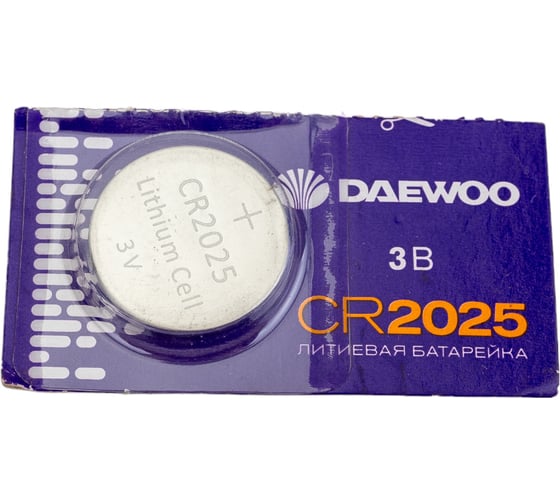 CR2025
Lithium Cell
3V
+
DAEWOO
3В
CR2025
ЛИТИЕВАЯ БАТАРЕЙКА